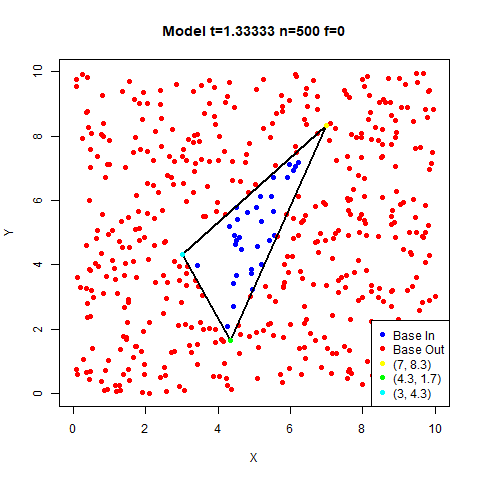 Model t=1.33333 n=500 f=0
10
8
6
4
2
0
Y
Base In
Base Out
(7, 8.3)
(4.3, 1.7)
(3, 4.3)
0 2 4 6 8 10
X